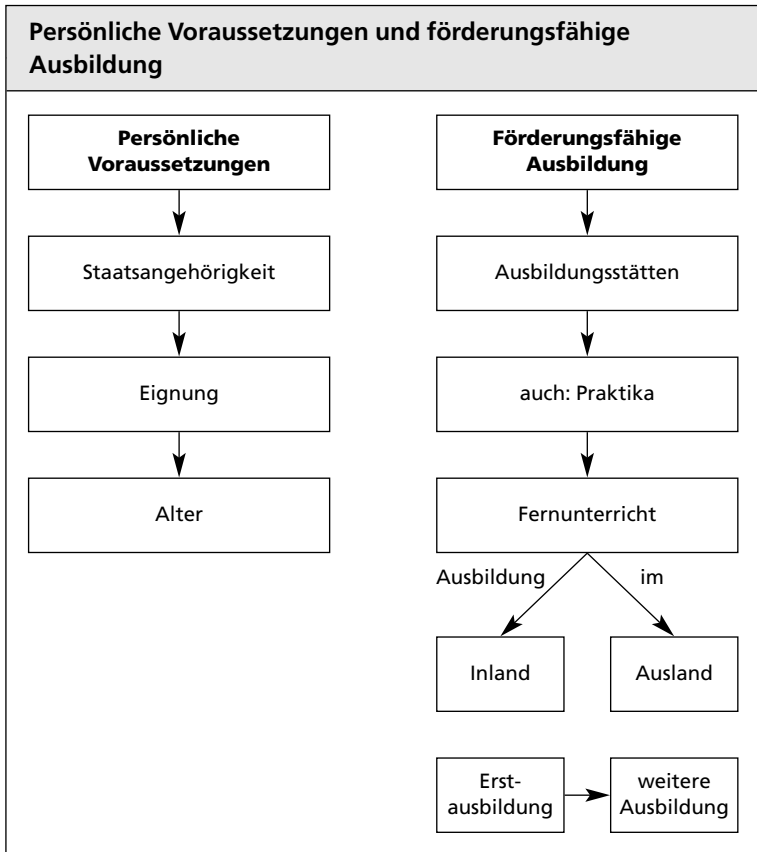 Persönliche Voraussetzungen und förderungsfähige
Ausbildung
Persönliche
Voraussetzungen
Staatsangehörigkeit
Eignung
Alter
Förderungsfähige
Ausbildung
Ausbildungsstätten
auch: Praktika
Fernunterricht
Ausbildung im
Inland
Ausland
Erst-
ausbildung
weitere
Ausbildung